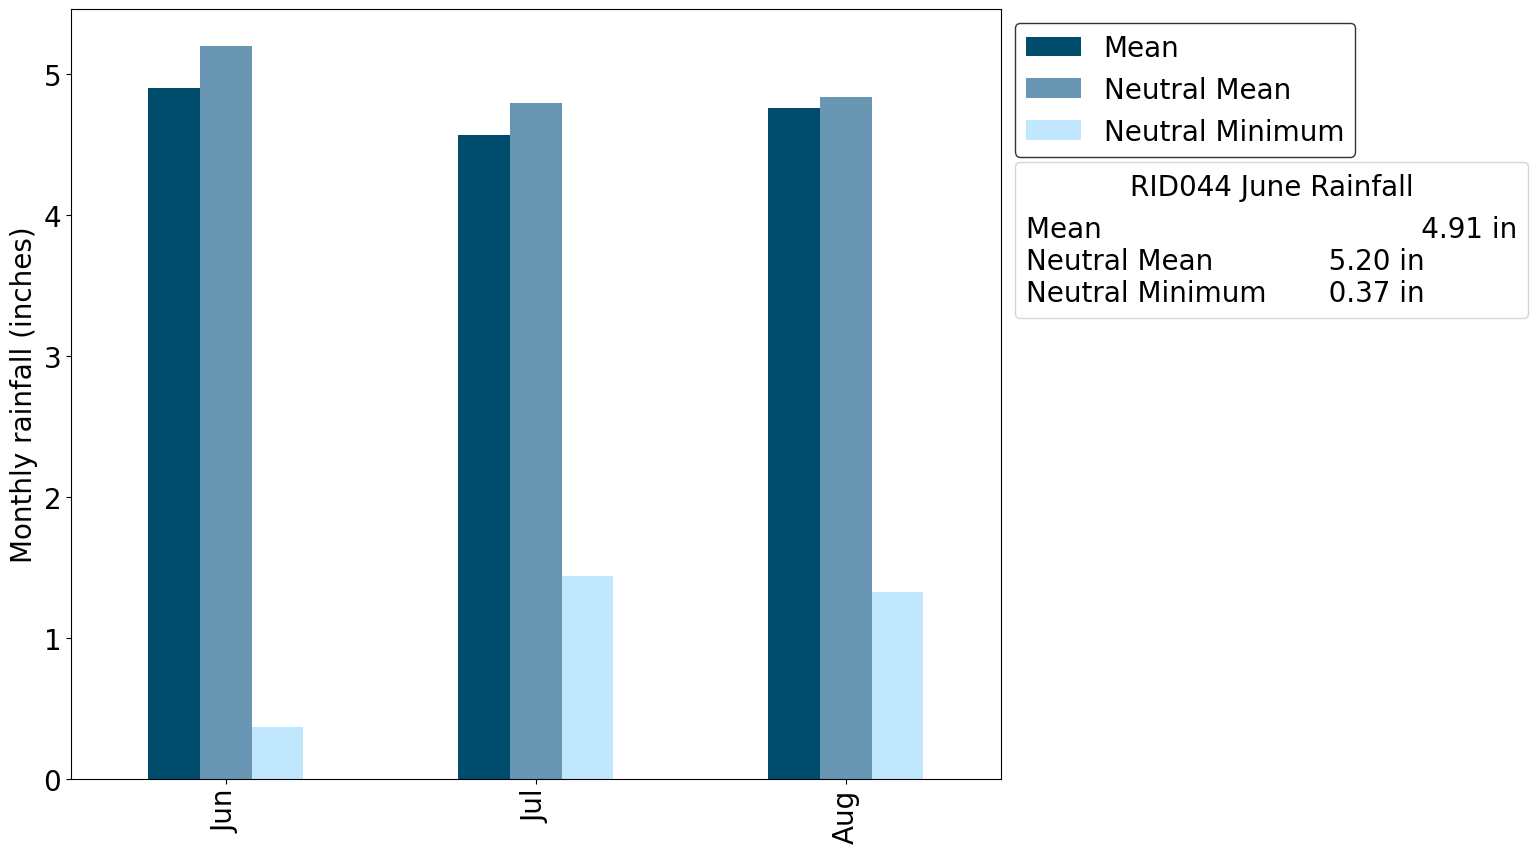 Monthly rainfall (inches)
5
4
3
2
1
0
Jun
Jul
Aug
Mean
Neutral Mean
Neutral Minimum
RID044 June Rainfall
Mean 4.91 in
Neutral Mean 5.20 in
Neutral Minimum 0.37 in